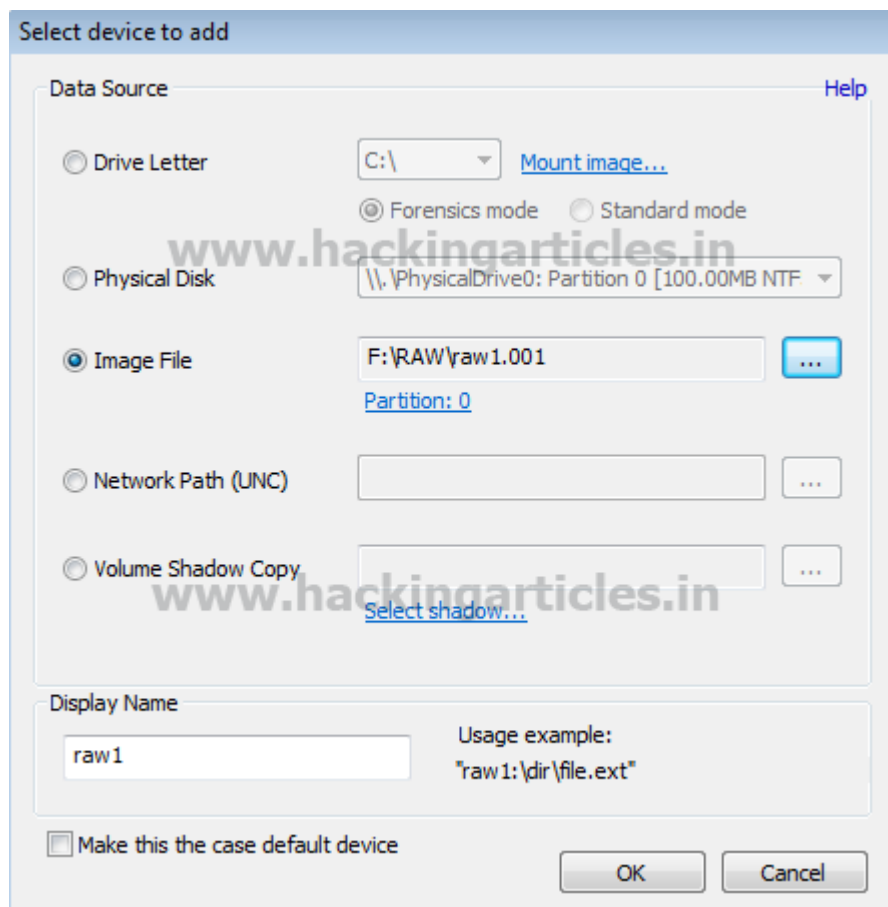 Select device to add
Data Source Help
Drive Letter C:\ Mount image...
Forensics mode Standard mode
www.hackingarticles.in
Physical Disk \\.\PhysicalDrive0: Partition 0 [100.00MB NTF
Image File F:\RAW\raw1.001 ...
Partition: 0
Network Path (UNC) ...
Volume Shadow Copy ...
www.hackingarticles.in
Select shadow...
Display Name
Usage example:
raw1
"raw1:\dir\file.ext"
Make this the case default device
OK Cancel